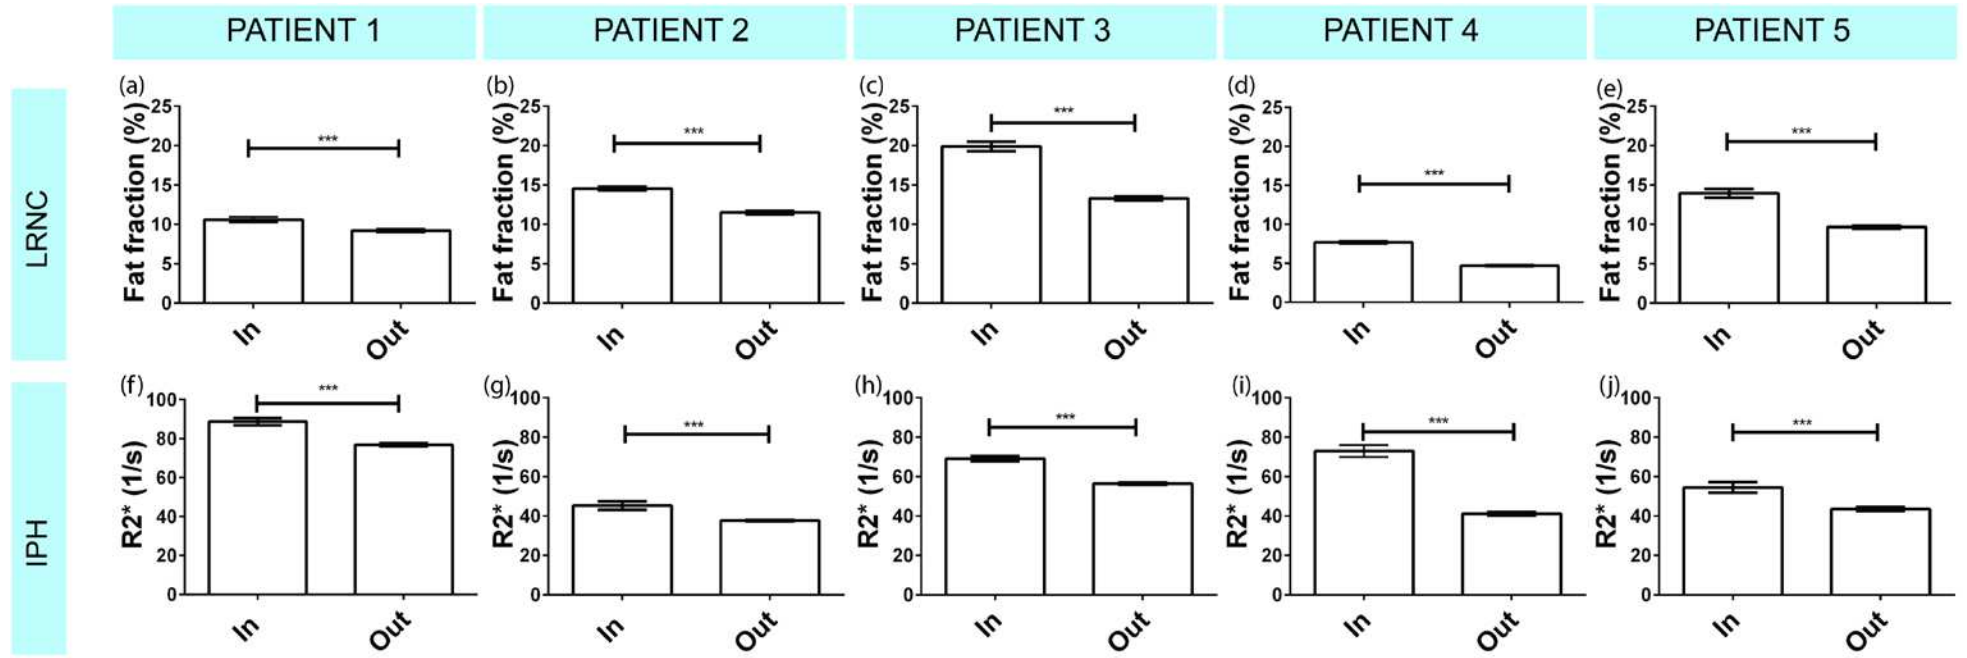 PATIENT 1 PATIENT 2 PATIENT 3 PATIENT 4 PATIENT 5
LRNC
(a)
Fat fraction (%)
25
20
15
10
5
0
***
In Out
(b)
Fat fraction (%)
25
20
15
10
5
0
***
In Out
(c)
Fat fraction (%)
25
20
15
10
5
0
***
In Out
(d)
Fat fraction (%)
25
20
15
10
5
0
***
In Out
(e)
Fat fraction (%)
25
20
15
10
5
0
***
In Out
IPH
(f)
R2* (1/s)
100
80
60
40
20
0
***
In Out
(g)
R2* (1/s)
100
80
60
40
20
0
***
In Out
(h)
R2* (1/s)
100
80
60
40
20
0
***
In Out
(i)
R2* (1/s)
100
80
60
40
20
0
***
In Out
(j)
R2* (1/s)
100
80
60
40
20
0
***
In Out